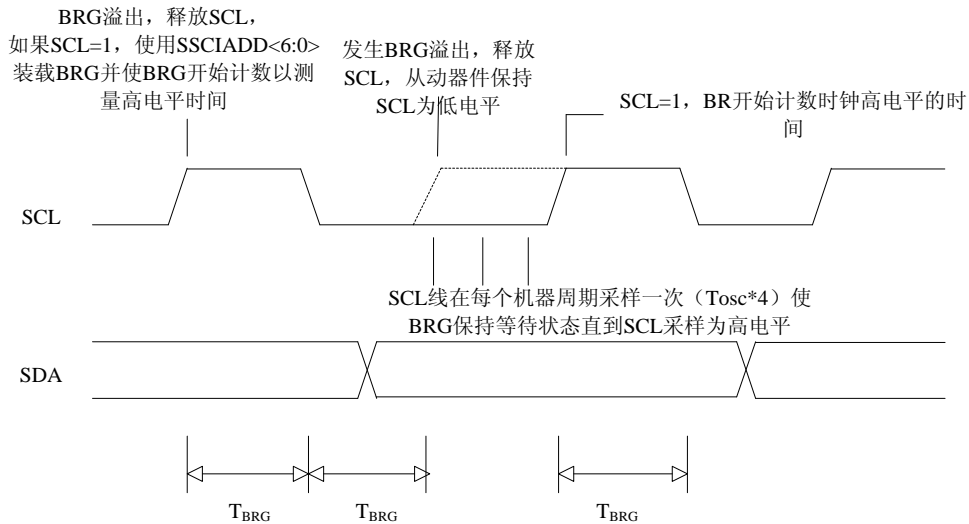 BRG溢出，释放SCL，
如果SCL=1，使用SSCIADD<6:0>
装载BRG并使BRG开始计数以测
量高电平时间
发生BRG溢出，释放
SCL，从动器件保持
SCL为低电平
SCL=1，BR开始计数时钟高电平的时
间
SCL
SCL线在每个机器周期采样一次（Tosc*4）使
BRG保持等待状态直到SCL采样为高电平
SDA
TBRG
TBRG
TBRG